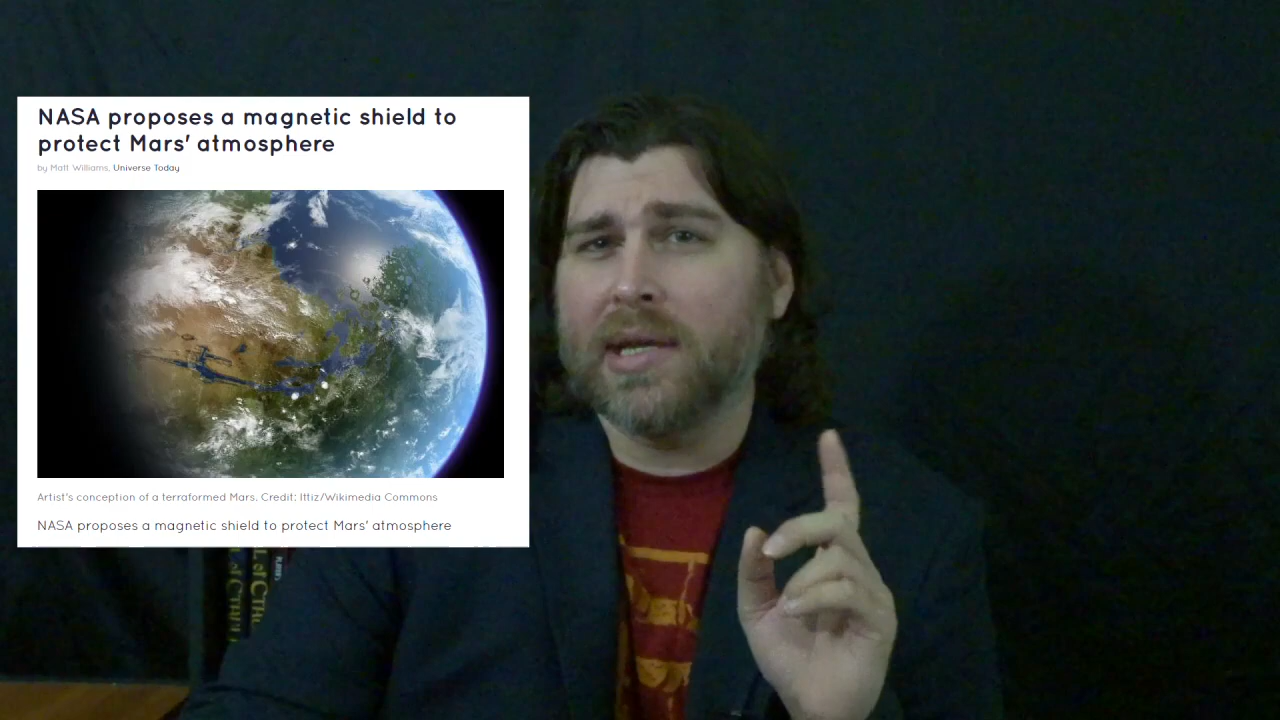 NASA proposes a magnetic shield to
protect Mars' atmosphere
by Matt Williams, Universe Today
Artist's conception of a terraformed Mars. Credit: Ittiz/Wikimedia Commons
NASA proposes a magnetic shield to protect Mars' atmosphere